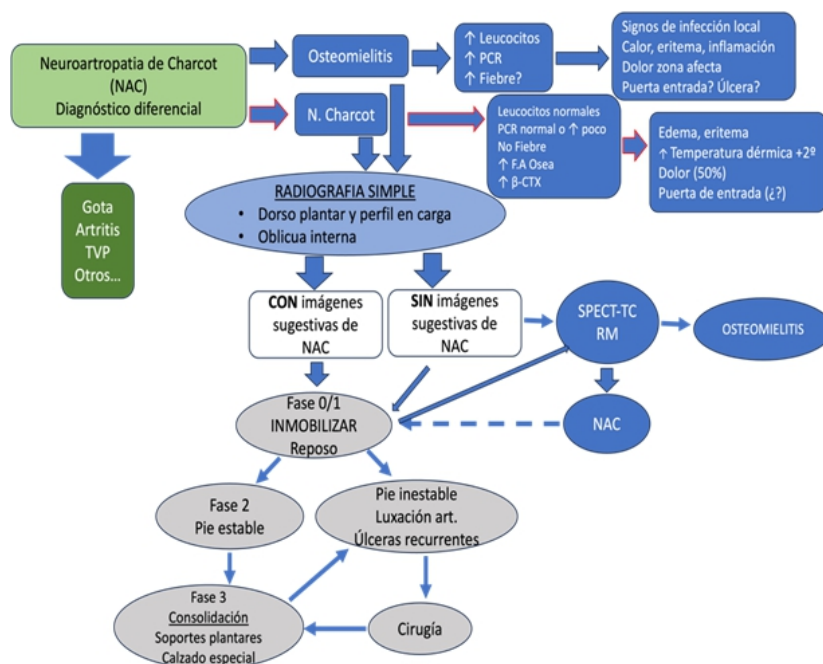 Neuroartropatia de Charcot
(NAC)
Diagnóstico diferencial
Osteomielitis
↑ Leucocitos
↑ PCR
↑ Fiebre?
Signos de infección local
Calor, eritema, inflamación
Dolor zona afecta
Puerta entrada? Úlcera?
N. Charcot
Leucocitos normales
PCR normal o ↑ poco
No Fiebre
↑ F.A Osea
↑ β-CTX
Edema, eritema
↑ Temperatura dérmica +2º
Dolor (50%)
Puerta de entrada (¿?)
Gota
Artritis
TVP
Otros...
RADIOGRAFIA SIMPLE
• Dorso plantar y perfil en carga
• Oblicua interna
CON imágenes
sugestivas de
NAC
SIN imágenes
sugestivas de
NAC
SPECT-TC
RM
OSTEOMIELITIS
NAC
Fase 0/1
INMOBILIZAR
Reposo
Fase 2
Pie estable
Pie inestable
Luxación art.
Úlceras recurrentes
Fase 3
Consolidación
Soportes plantares
Calzado especial
Cirugía